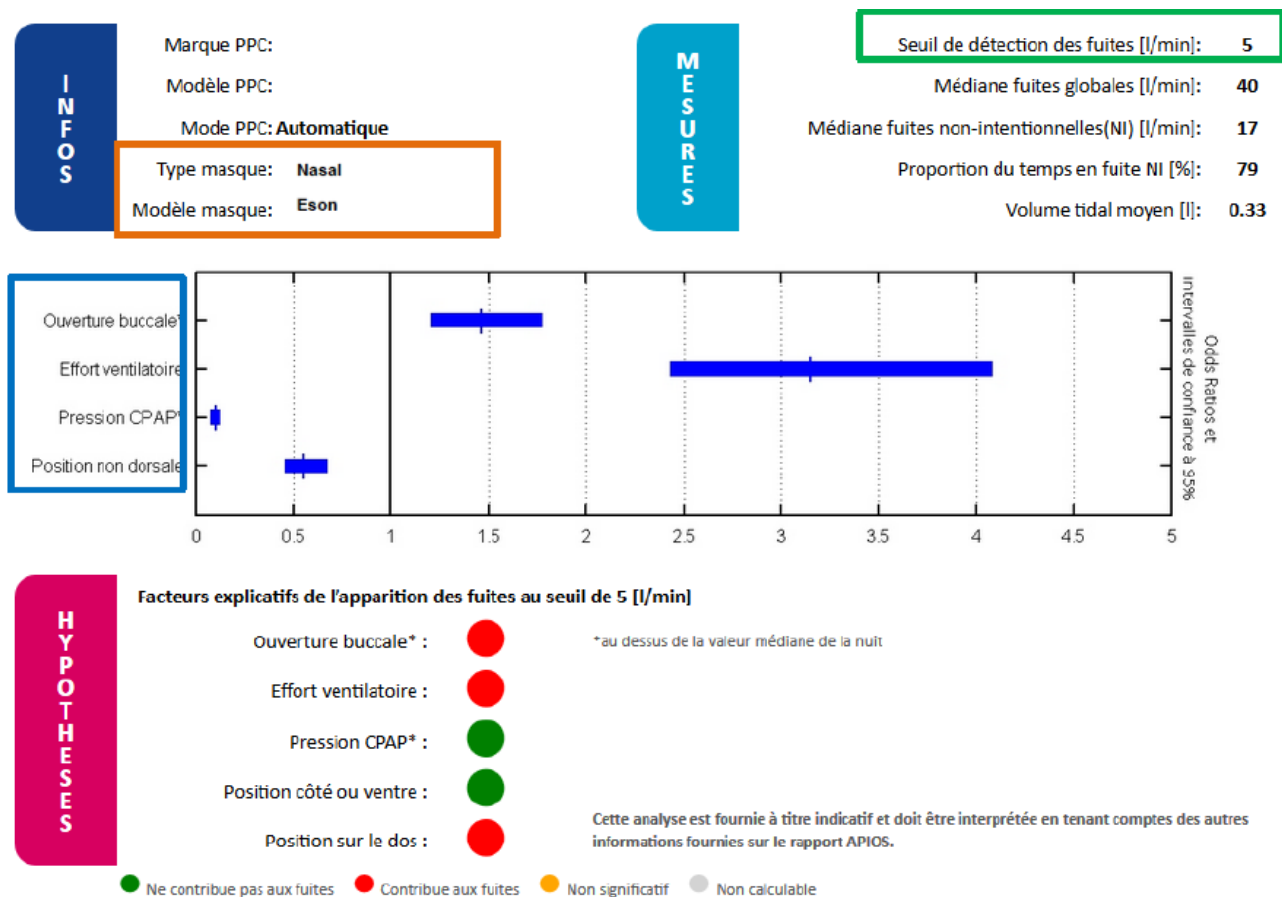 INFOS
Marque PPC:
Modèle PPC:
Mode PPC: Automatique
Type masque: Nasal
Modèle masque: Eson
MESURES
Seuil de détection des fuites [l/min]: 5
Médiane fuites globales [l/min]: 40
Médiane fuites non-intentionnelles(NI) [l/min]: 17
Proportion du temps en fuite NI [%]: 79
Volume tidal moyen [l]: 0.33
Ouverture buccale*
Effort ventilatoire
Pression CPAP*
Position non dorsale
0 0.5 1 1.5 2 2.5 3 3.5 4 4.5 5
Odds Ratios et
intervalles de confiance à 95%
HYPOTHESES
Facteurs explicatifs de l'apparition des fuites au seuil de 5 [l/min]
Ouverture buccale* :
*au dessus de la valeur médiane de la nuit
Effort ventilatoire :
Pression CPAP* :
Position côté ou ventre :
Position sur le dos :
Cette analyse est fournie à titre indicatif et doit être interprétée en tenant comptes des autres
informations fournies sur le rapport APIOS.
Ne contribue pas aux fuites Contribue aux fuites Non significatif Non calculable